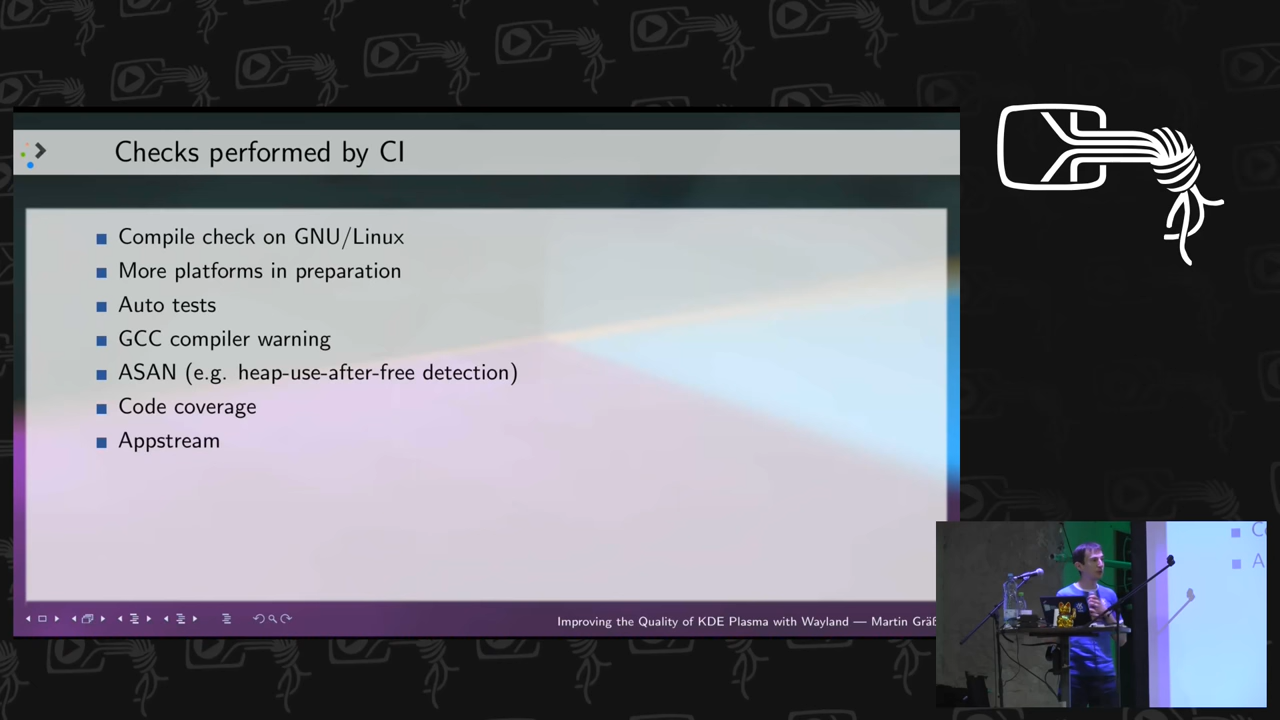 Checks performed by CI
Compile check on GNU/Linux
More platforms in preparation
Auto tests
GCC compiler warning
ASAN (e.g. heap-use-after-free detection)
Code coverage
Appstream
Improving the Quality of KDE Plasma with Wayland — Martin Gräß